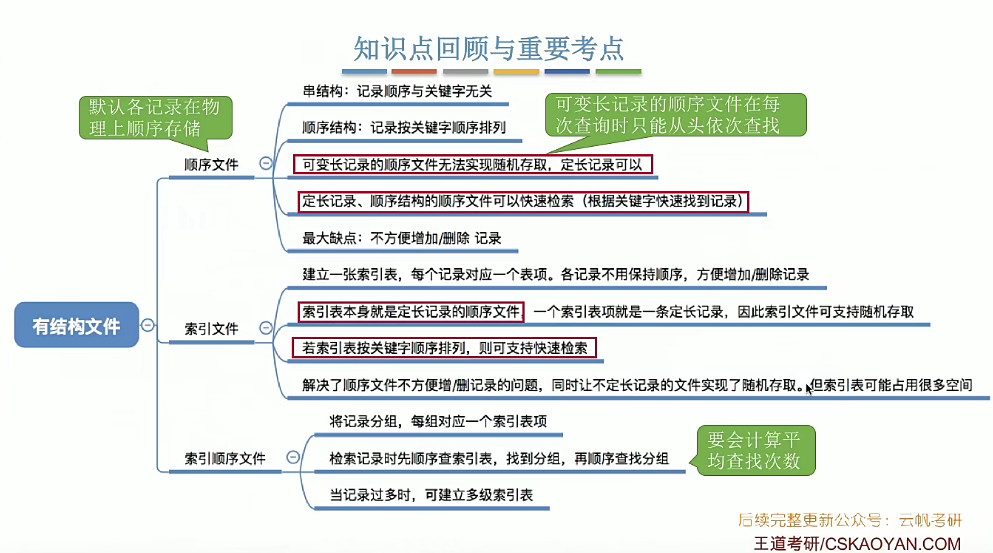 知识点回顾与重要考点
默认各记录在物
理上顺序存储
串结构：记录顺序与关键字无关
可变长记录的顺序文件在每
次查询时只能从头依次查找
顺序结构：记录按关键字顺序排列
顺序文件
可变长记录的顺序文件无法实现随机存取，定长记录可以
定长记录、顺序结构的顺序文件可以快速检索（根据关键字快速找到记录）
最大缺点：不方便增加/删除 记录
有结构文件
建立一张索引表，每个记录对应一个表项。各记录不用保持顺序，方便增加/删除记录
索引文件
索引表本身就是定长记录的顺序文件，一个索引表项就是一条定长记录，因此索引文件可支持随机存取
若索引表按关键字顺序排列，则可支持快速检索
解决了顺序文件不方便增/删记录的问题，同时让不定长记录的文件实现了随机存取。但索引表可能占用很多空间
将记录分组，每组对应一个索引表项
索引顺序文件
检索记录时先顺序查索引表，找到分组，再顺序查找分组
要会计算平
均查找次数
当记录过多时，可建立多级索引表
后续完整更新公众号：云帆考研
王道考研/CSKAOYAN.COM